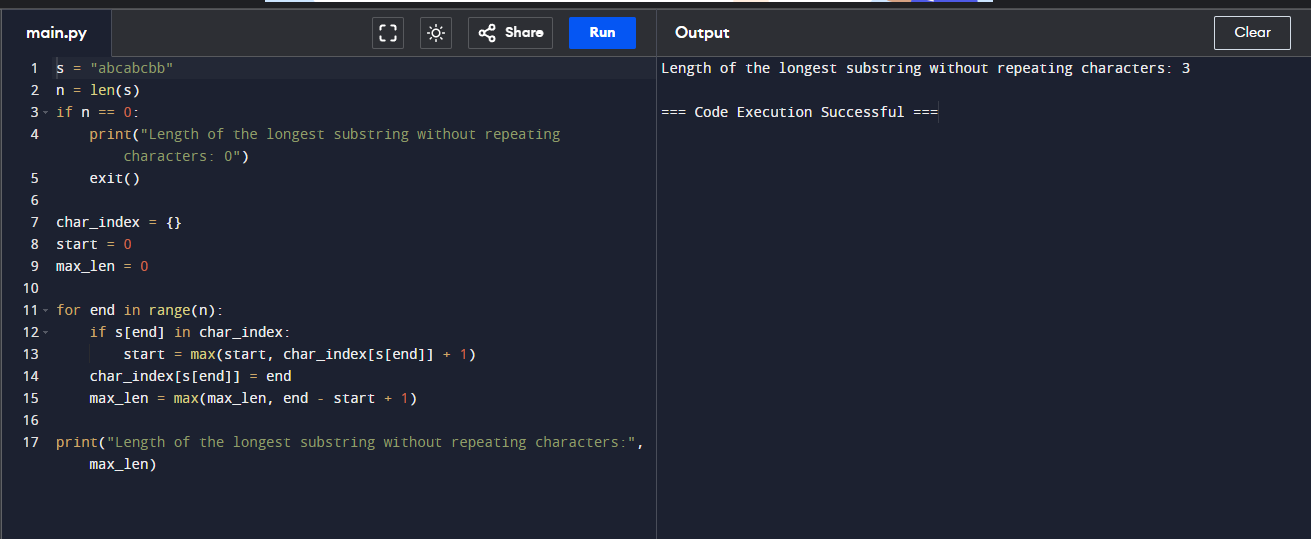 main.py
Share
Run
Output
Clear
1 s = "abcabcbb"
2 n = len(s)
3 if n == 0:
4     print("Length of the longest substring without repeating
            characters: 0")
5     exit()
6
7 char_index = {}
8 start = 0
9 max_len = 0
10
11 for end in range(n):
12     if s[end] in char_index:
13         start = max(start, char_index[s[end]] + 1)
14     char_index[s[end]] = end
15     max_len = max(max_len, end - start + 1)
16
17 print("Length of the longest substring without repeating characters:",
        max_len)
Length of the longest substring without repeating characters: 3
=== Code Execution Successful ===